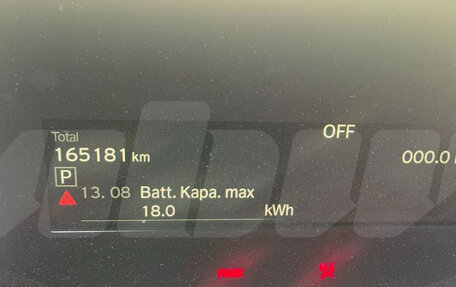 OFF
Total
165181 km
000.0
P
13. 08 Batt. Kapa. max
18.0 kWh